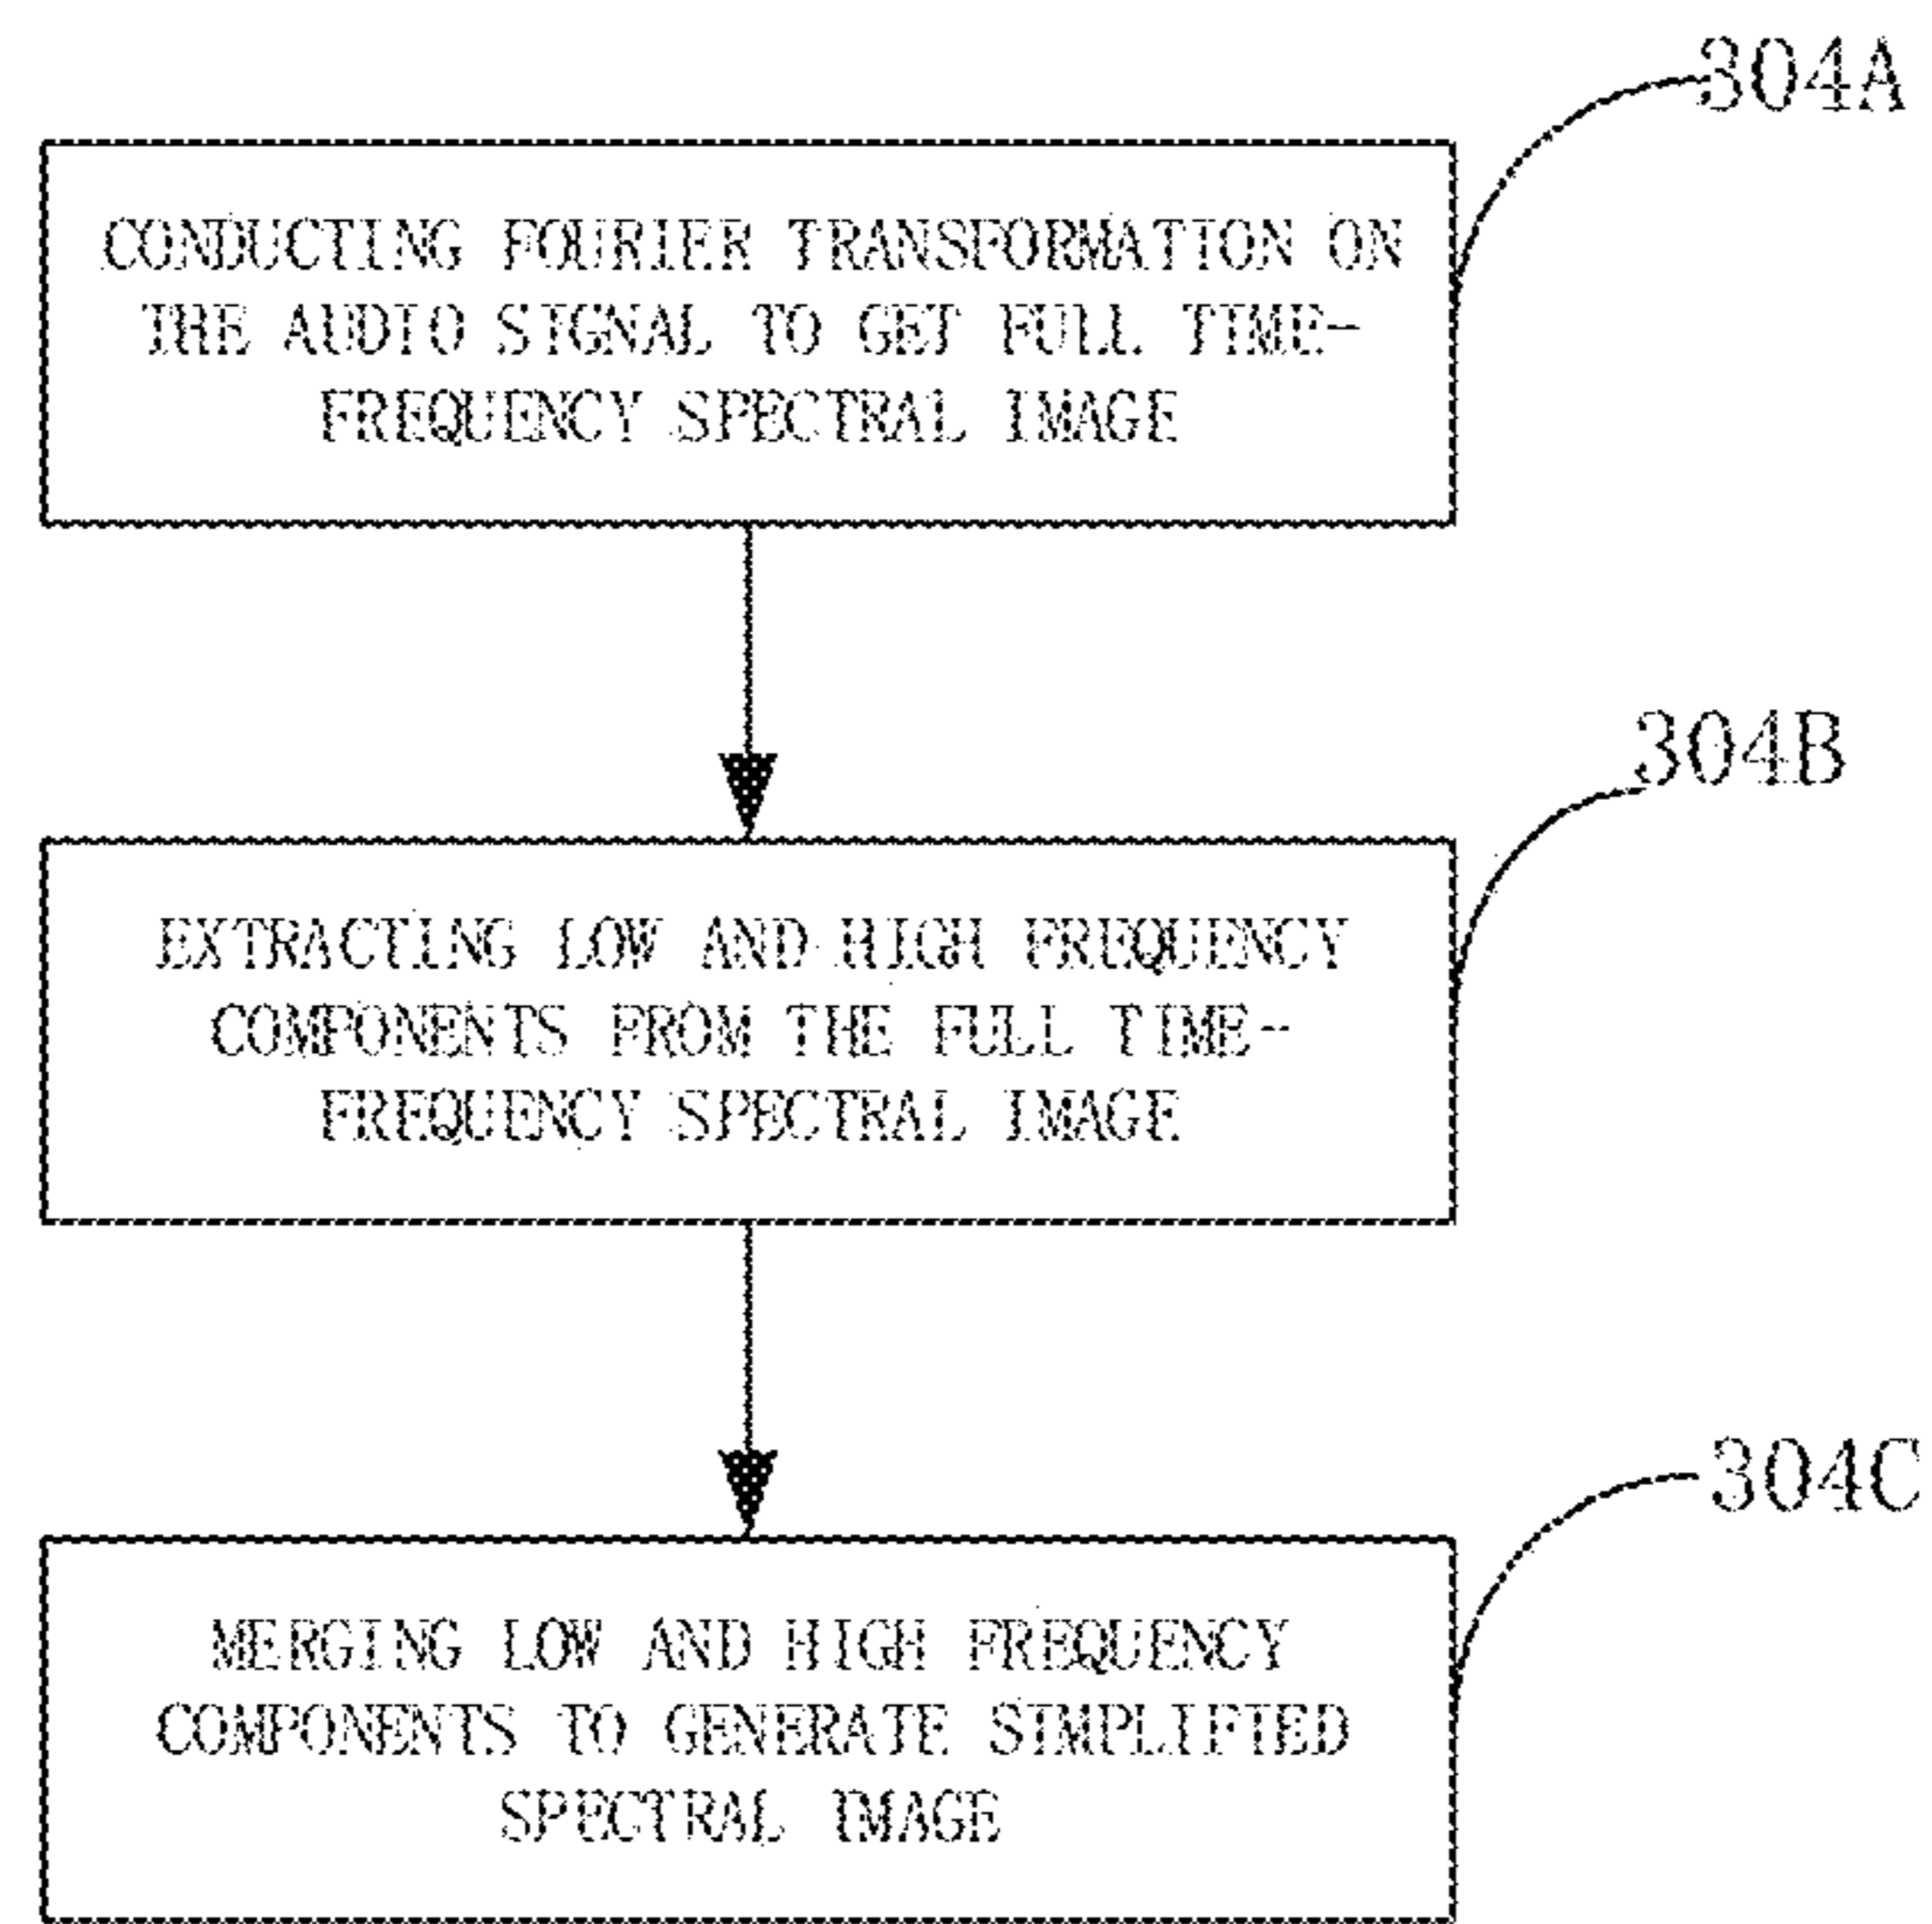 304A
CONDUCTING FOURIER TRANSFORMATION ON
THE AUDIO SIGNAL TO GET FULL TIME-
FREQUENCY SPECTRAL IMAGE
304B
EXTRACTING LOW AND HIGH FREQUENCY
COMPONENTS FROM THE FULL TIME-
FREQUENCY SPECTRAL IMAGE
304C
MERGING LOW AND HIGH FREQUENCY
COMPONENTS TO GENERATE SIMPLIFIED
SPECTRAL IMAGE